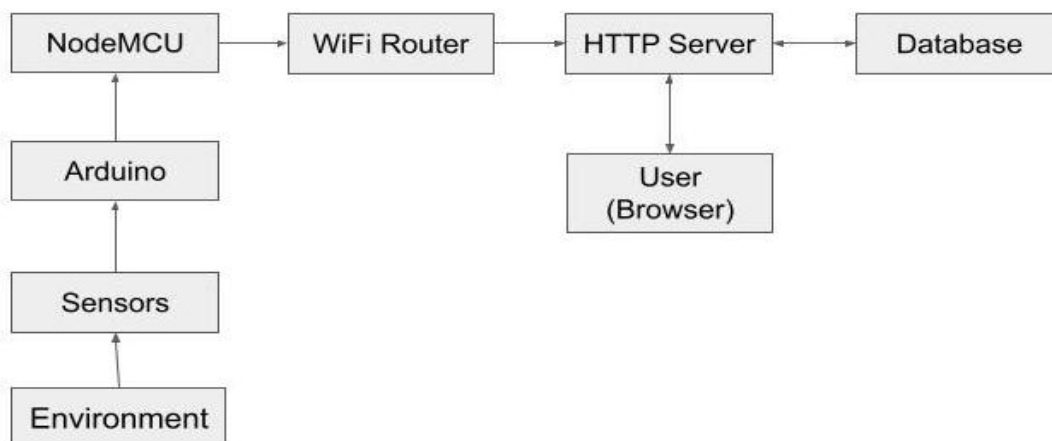 NodeMCU
WiFi Router
HTTP Server
Database
Arduino
User
(Browser)
Sensors
Environment